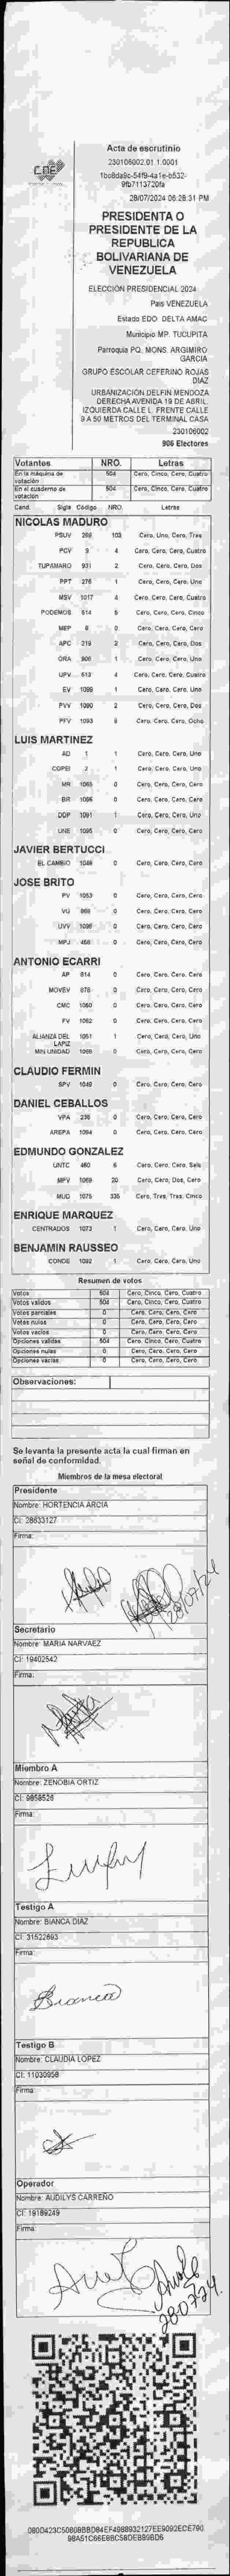 CNE
Acta de escrutinio
230106002.01.1.0001
28/07/2024 06:28:31 PM
PRESIDENTA O
PRESIDENTE DE LA
REPUBLICA
BOLIVARIANA DE
VENEZUELA
ELECCIÓN PRESIDENCIAL 2024
Pais VENEZUELA
Estado EDO. DELTA AMAC
Municipio MP. TUCUPITA
Parroquia PQ. MONS. ARGIMIRO
GARCIA
GRUPO ESCOLAR CEFERINO ROJAS
DIAZ
URBANIZACIÓN DELFIN MENDOZA
DERECHA AVENIDA 19 DE ABRIL.
IZQUIERDA CALLE L. FRENTE CALLE
9 A 50 METROS DEL TERMINAL CASA
230106002
906 Electores
Votantes NRO. Letras
En la máquina de votación 504 Cero, Cinco, Cero, Cuatro
En el cuaderno de votación 504 Cero, Cinco, Cero, Cuatro
Cand. Sigla Código NRO. Letras
NICOLAS MADURO
PSUV 269 103 Cero, Uno, Cero, Tres
PCV 3 4 Cero, Cero, Cero, Cuatro
TUPAMARO 931 2 Cero, Cero, Cero, Dos
PPT 276 1 Cero, Cero, Cero, Uno
MSV 1017 4 Cero, Cero, Cero, Cuatro
PODEMOS 614 5 Cero, Cero, Cero, Cinco
MEP 8 0 Cero, Cero, Cero, Cero
APC 219 2 Cero, Cero, Cero, Dos
ORA 906 1 Cero, Cero, Cero, Uno
UPV 513 4 Cero, Cero, Cero, Cuatro
EV 1099 1 Cero, Cero, Cero, Uno
PVV 1090 2 Cero, Cero, Cero, Dos
PFV 1093 8 Cero, Cero, Cero, Ocho
LUIS MARTINEZ
AD 1 1 Cero, Cero, Cero, Uno
COPEI 2 1 Cero, Cero, Cero, Uno
MR 1065 0 Cero, Cero, Cero, Cero
BR 1066 0 Cero, Cero, Cero, Cero
DDP 1091 1 Cero, Cero, Cero, Uno
UNE 1095 0 Cero, Cero, Cero, Cero
JAVIER BERTUCCI
EL CAMBIO 1048 0 Cero, Cero, Cero, Cero
JOSE BRITO
PV 1053 0 Cero, Cero, Cero, Cero
VU 868 0 Cero, Cero, Cero, Cero
UVV 1098 0 Cero, Cero, Cero, Cero
MPJ 458 0 Cero, Cero, Cero, Cero
ANTONIO ECARRI
AP 814 0 Cero, Cero, Cero, Cero
MOVEV 878 0 Cero, Cero, Cero, Cero
CMC 1060 0 Cero, Cero, Cero, Cero
FV 1062 0 Cero, Cero, Cero, Cero
ALIANZA DEL LAPIZ 1051 1 Cero, Cero, Cero, Uno
MIN UNIDAD 1068 0 Cero, Cero, Cero, Cero
CLAUDIO FERMIN
SPV 1049 0 Cero, Cero, Cero, Cero
DANIEL CEBALLOS
VPA 236 0 Cero, Cero, Cero, Cero
AREPA 1094 0 Cero, Cero, Cero, Cero
EDMUNDO GONZALEZ
UNTC 460 6 Cero, Cero, Cero, Seis
MPV 1069 20 Cero, Cero, Dos, Cero
MUD 1075 335 Cero, Tres, Tres, Cinco
ENRIQUE MARQUEZ
CENTRADOS 1073 1 Cero, Cero, Cero, Uno
BENJAMIN RAUSSEO
CONDE 1092 1 Cero, Cero, Cero, Uno
Resumen de votos
Votos 504 Cero, Cinco, Cero, Cuatro
Votos validos 504 Cero, Cinco, Cero, Cuatro
Votos parciales 0 Cero, Cero, Cero, Cero
Votos nulos 0 Cero, Cero, Cero, Cero
Votos vacios 0 Cero, Cero, Cero, Cero
Opciones validas 504 Cero, Cinco, Cero, Cuatro
Opciones nulas 0 Cero, Cero, Cero, Cero
Opciones vacias 0 Cero, Cero, Cero, Cero
Observaciones:
Se levanta la presente acta la cual firman en
señal de conformidad.
Miembros de la mesa electoral
Presidente
Nombre: HORTENCIA ARCIA
CI: 28633127
Firma:
28/07/24
Secretario
Nombre: MARIA NARVAEZ
CI: 19402542
Firma:
Miembro A
Nombre: ZENOBIA ORTIZ
CI: 9858526
Firma:
Testigo A
Nombre: BIANCA DIAZ
CI: 31522693
Firma:
Bianca
Testigo B
Nombre: CLAUDIA LOPEZ
CI: 11030958
Firma:
Operador
Nombre: AUDILYS CARREÑO
CI: 19189249
Firma:
280724.